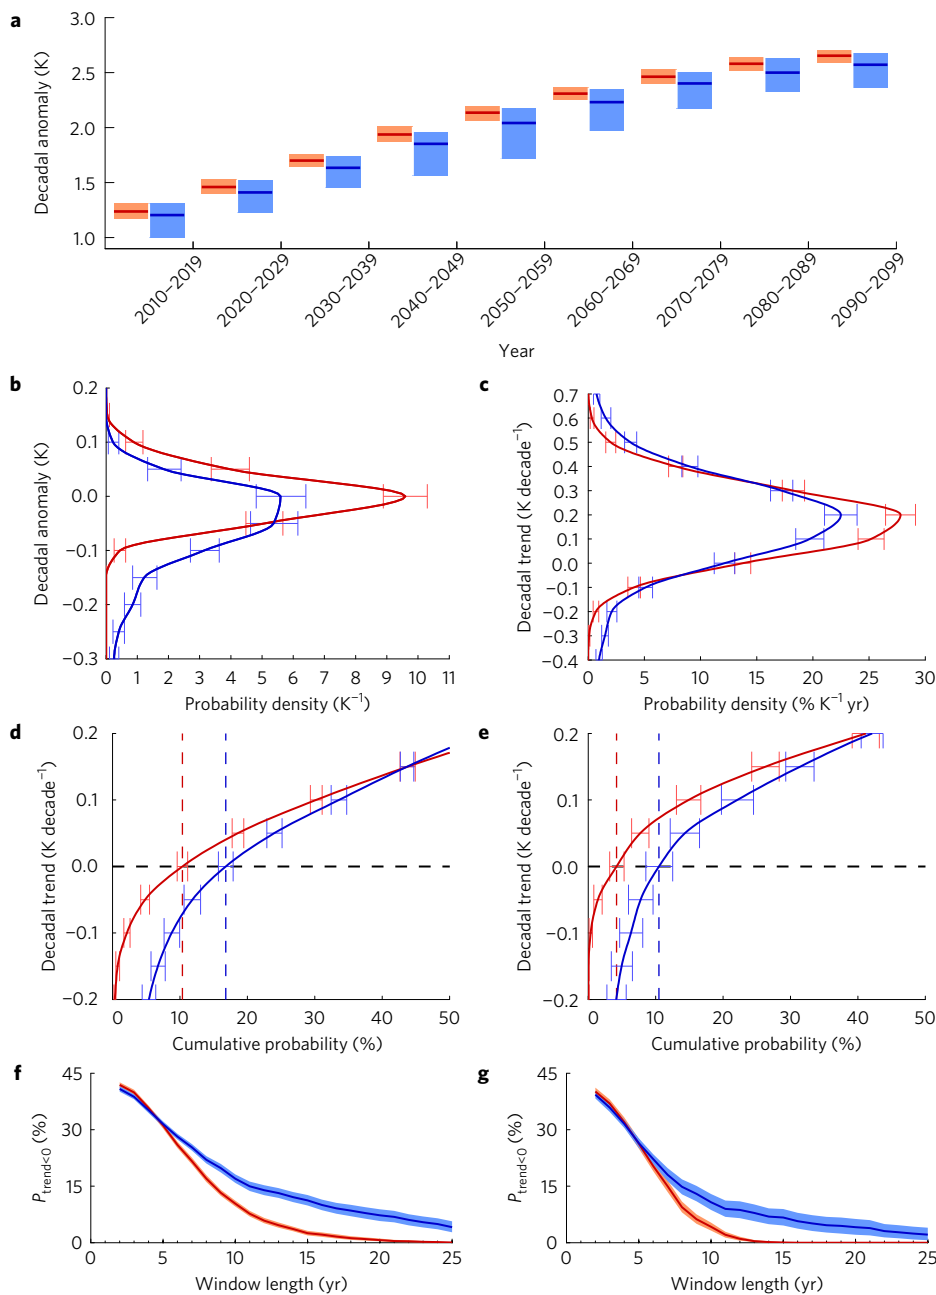 a
Decadal anomaly (K)
3.0
2.5
2.0
1.5
1.0
2010–2019
2020–2029
2030–2039
2040–2049
2050–2059
2060–2069
2070–2079
2080–2089
2090–2099
Year
b
Decadal anomaly (K)
0.2
0.1
0.0
−0.1
−0.2
−0.3
0 1 2 3 4 5 6 7 8 9 10 11
Probability density (K⁻¹)
c
Decadal trend (K decade⁻¹)
0.7
0.6
0.5
0.4
0.3
0.2
0.1
0.0
−0.1
−0.2
−0.3
−0.4
0 5 10 15 20 25 30
Probability density (% K⁻¹ yr)
d
Decadal trend (K decade⁻¹)
0.2
0.1
0.0
−0.1
−0.2
0 10 20 30 40 50
Cumulative probability (%)
e
Decadal trend (K decade⁻¹)
0.2
0.1
0.0
−0.1
−0.2
0 10 20 30 40 50
Cumulative probability (%)
f
P trend<0 (%)
45
30
15
0
0 5 10 15 20 25
Window length (yr)
g
P trend<0 (%)
45
30
15
0
0 5 10 15 20 25
Window length (yr)